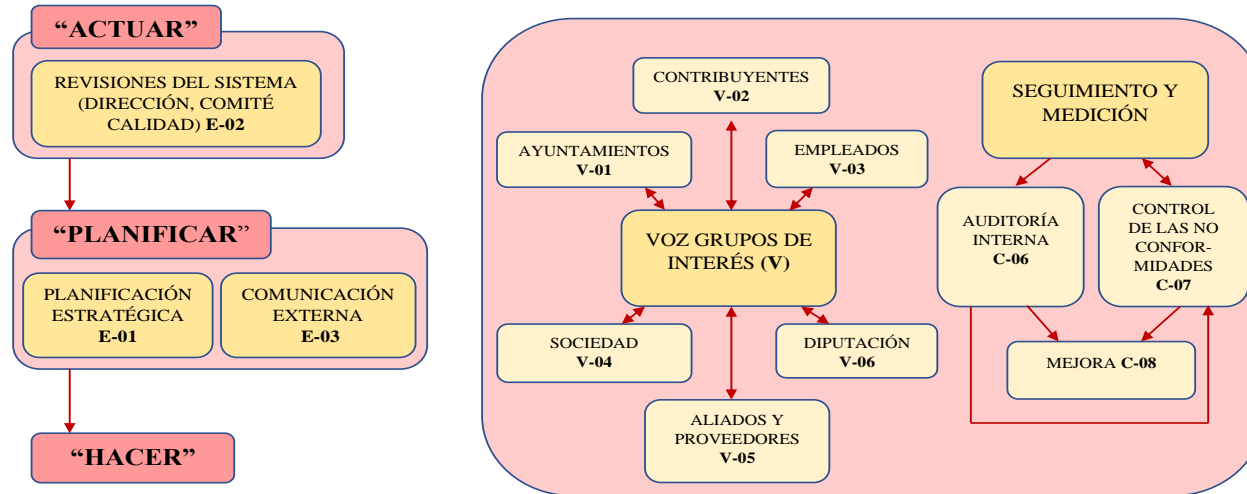 “ACTUAR”
REVISIONES DEL SISTEMA
(DIRECCIÓN, COMITÉ
CALIDAD) E-02
“PLANIFICAR”
PLANIFICACIÓN
ESTRATÉGICA
E-01
COMUNICACIÓN
EXTERNA
E-03
“HACER”
CONTRIBUYENTES
V-02
AYUNTAMIENTOS
V-01
EMPLEADOS
V-03
VOZ GRUPOS DE
INTERÉS (V)
SOCIEDAD
V-04
DIPUTACIÓN
V-06
ALIADOS Y
PROVEEDORES
V-05
SEGUIMIENTO Y
MEDICIÓN
AUDITORÍA
INTERNA
C-06
CONTROL
DE LAS NO
CONFOR-
MIDADES
C-07
MEJORA C-08